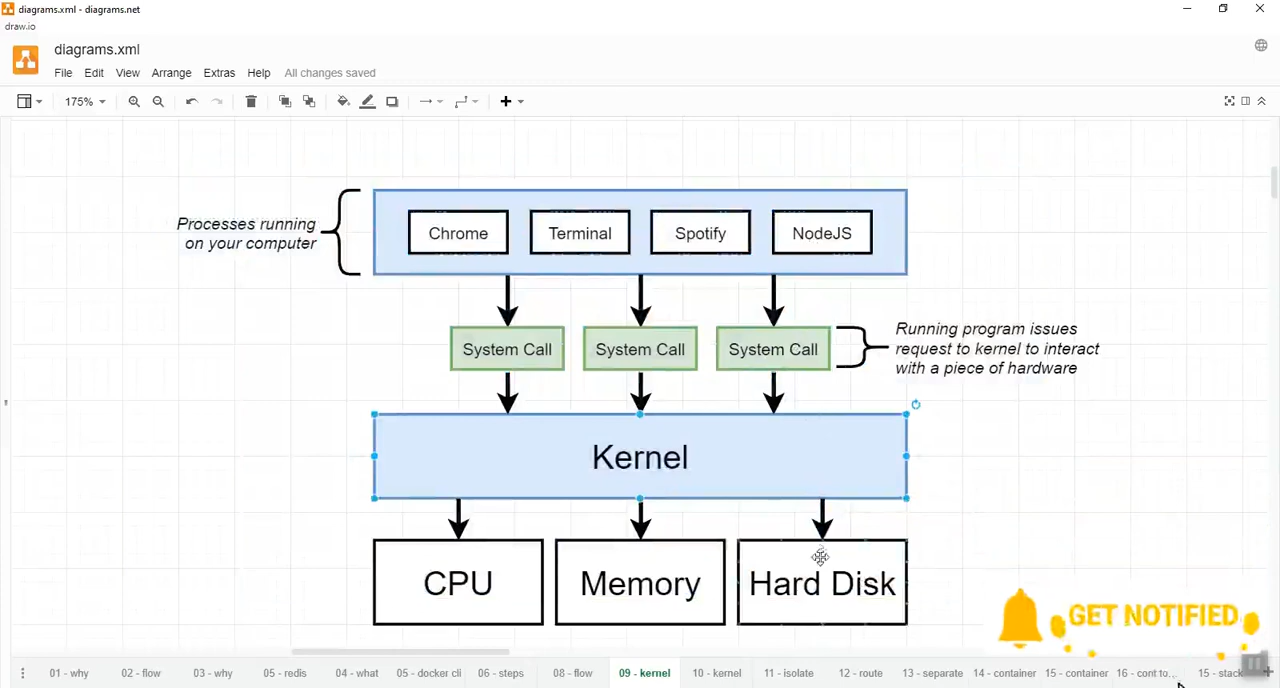 diagrams.xml - diagrams.net
draw.io
diagrams.xml
File Edit View Arrange Extras Help All changes saved
175%
Processes running
on your computer
Chrome Terminal Spotify NodeJS
System Call System Call System Call
Running program issues
request to kernel to interact
with a piece of hardware
Kernel
CPU Memory Hard Disk
GET NOTIFIED
01 - why 02 - flow 03 - why 05 - redis 04 - what 05 - docker cli 06 - steps 08 - flow 09 - kernel 10 - kernel 11 - isolate 12 - route 13 - separate 14 - container 15 - container 16 - cont to... 15 - stack